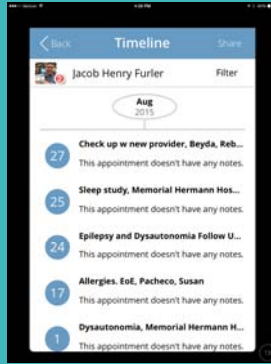 Verizon
4:20 PM
Back
Timeline
Share
Jacob Henry Furler
Filter
Aug
2015
27
Check up w new provider, Beyda, Reb...
This appointment doesn't have any notes.
25
Sleep study, Memorial Hermann Hos...
This appointment doesn't have any notes.
24
Epilepsy and Dysautonomia Follow U...
This appointment doesn't have any notes.
17
Allergies. EoE, Pacheco, Susan
This appointment doesn't have any notes.
1
Dysautonomia, Memorial Hermann H...
This appointment doesn't have any notes.